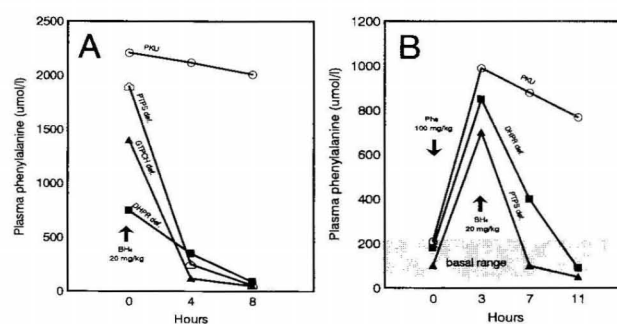 A
Plasma phenylalanine (umol/l)
2500
2000
1500
1000
500
250
0
PKU
PTPS def.
GTPCH def.
DHPR def.
BH₄
20 mg/kg
0
4
8
Hours
B
Plasma phenylalanine (umol/l)
1200
1000
800
600
400
200
0
PKU
Phe
100 mg/kg
DHPR def.
PTPS def.
BH₄
20 mg/kg
basal range
0
3
7
11
Hours